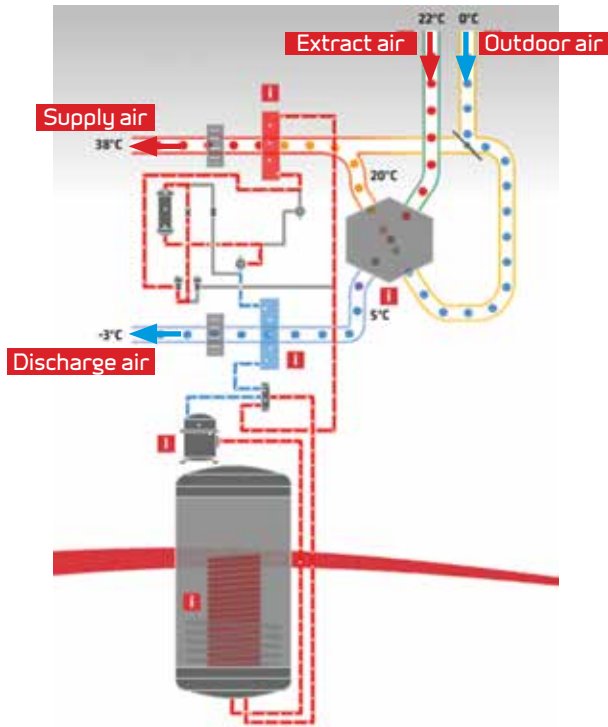 22°C
0°C
Extract air
Outdoor air
i
Supply air
38°C
20°C
i
5°C
-3°C
i
Discharge air
i
i